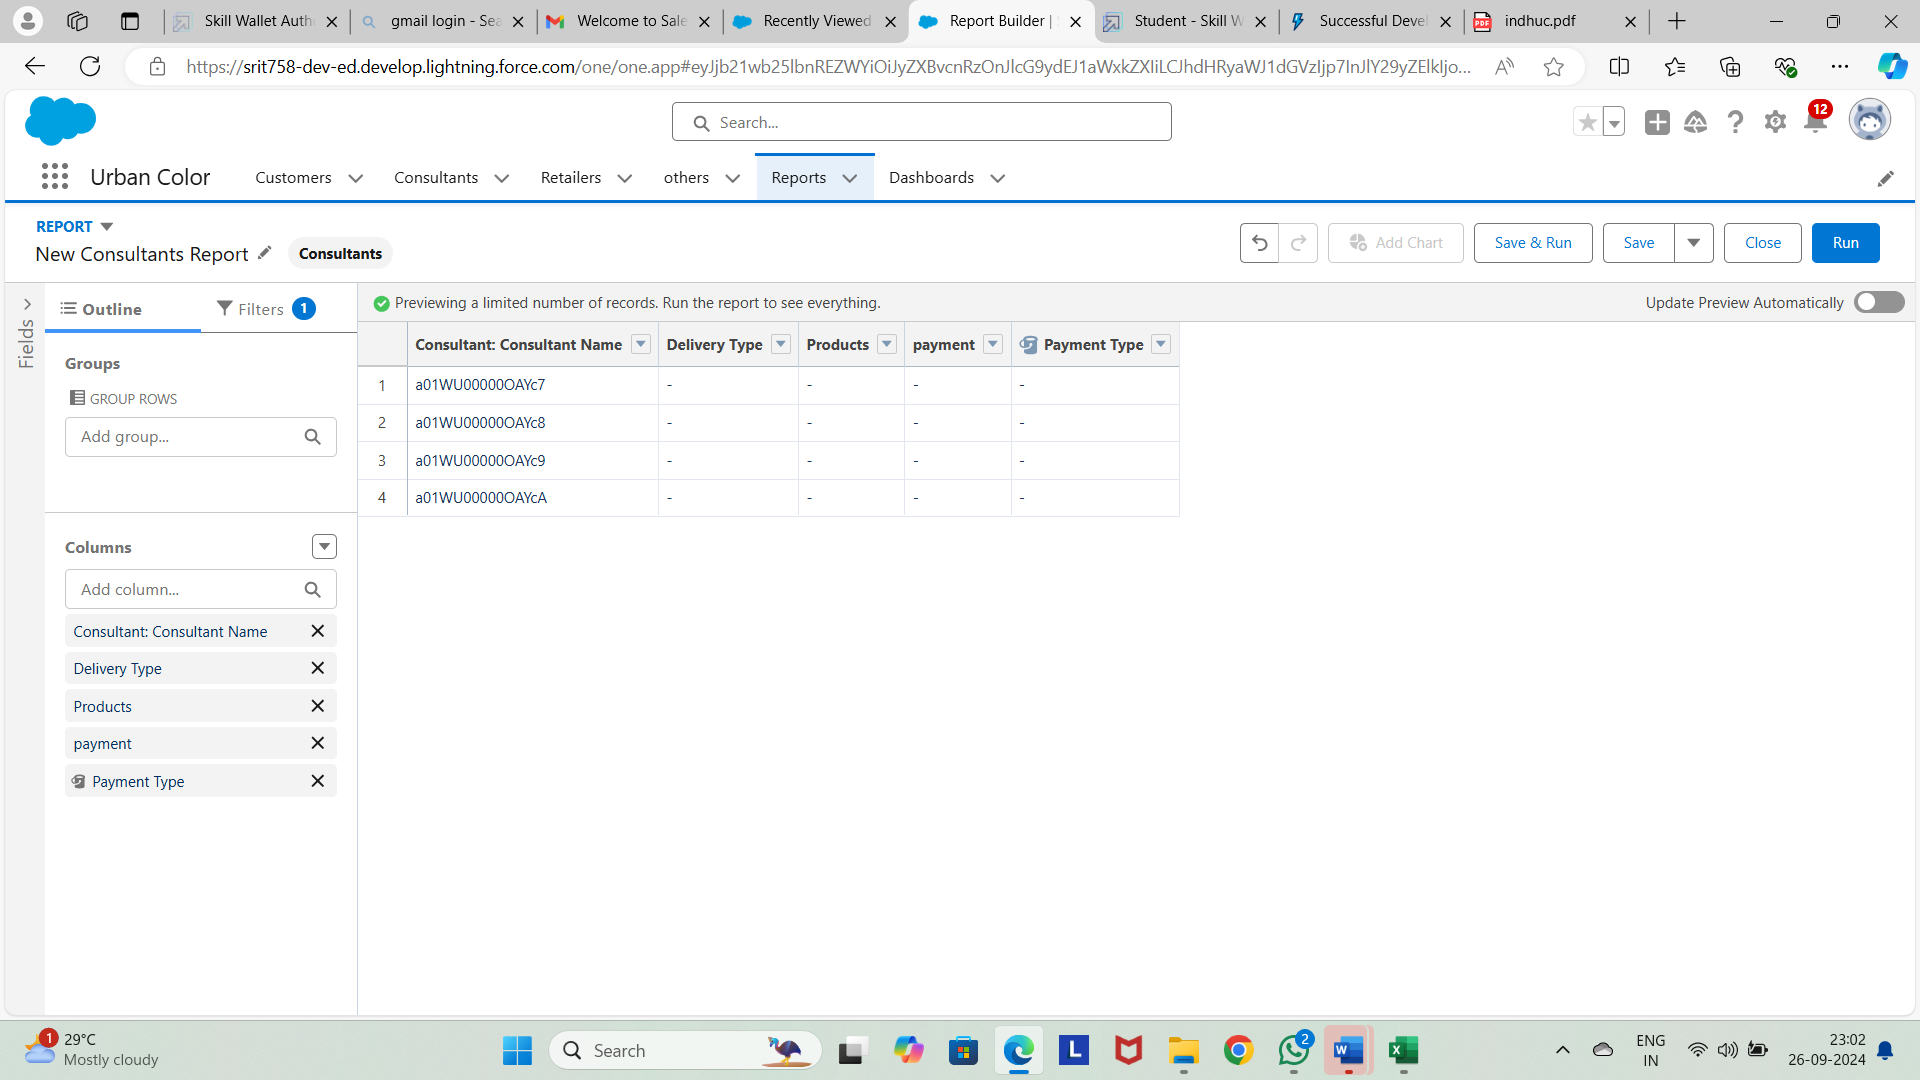 Skill Wallet Auth
gmail login - Sea
Welcome to Sale
Recently Viewed
Report Builder |
Student - Skill W
Successful Devel
indhuc.pdf
https://srit758-dev-ed.develop.lightning.force.com/one/one.app#eyJjb21wb25lbnREZWYiOiJyZXBvcnRzOnJlcG9ydEJ1aWxkZXIiLCJhdHRyaWJ1dGVzIjp7InJlY29yZElkIjo...
Search...
12
Urban Color
Customers
Consultants
Retailers
others
Reports
Dashboards
REPORT
New Consultants Report
Consultants
Add Chart
Save & Run
Save
Close
Run
Fields
Outline
Filters 1
Previewing a limited number of records. Run the report to see everything.
Update Preview Automatically
Groups
GROUP ROWS
Add group...
Columns
Add column...
Consultant: Consultant Name
Delivery Type
Products
payment
Payment Type
Consultant: Consultant Name Delivery Type Products payment Payment Type
1 a01WU00000OAYc7 - - - -
2 a01WU00000OAYc8 - - - -
3 a01WU00000OAYc9 - - - -
4 a01WU00000OAYcA - - - -
1
29°C
Mostly cloudy
Search
L
2
ENG
IN
23:02
26-09-2024